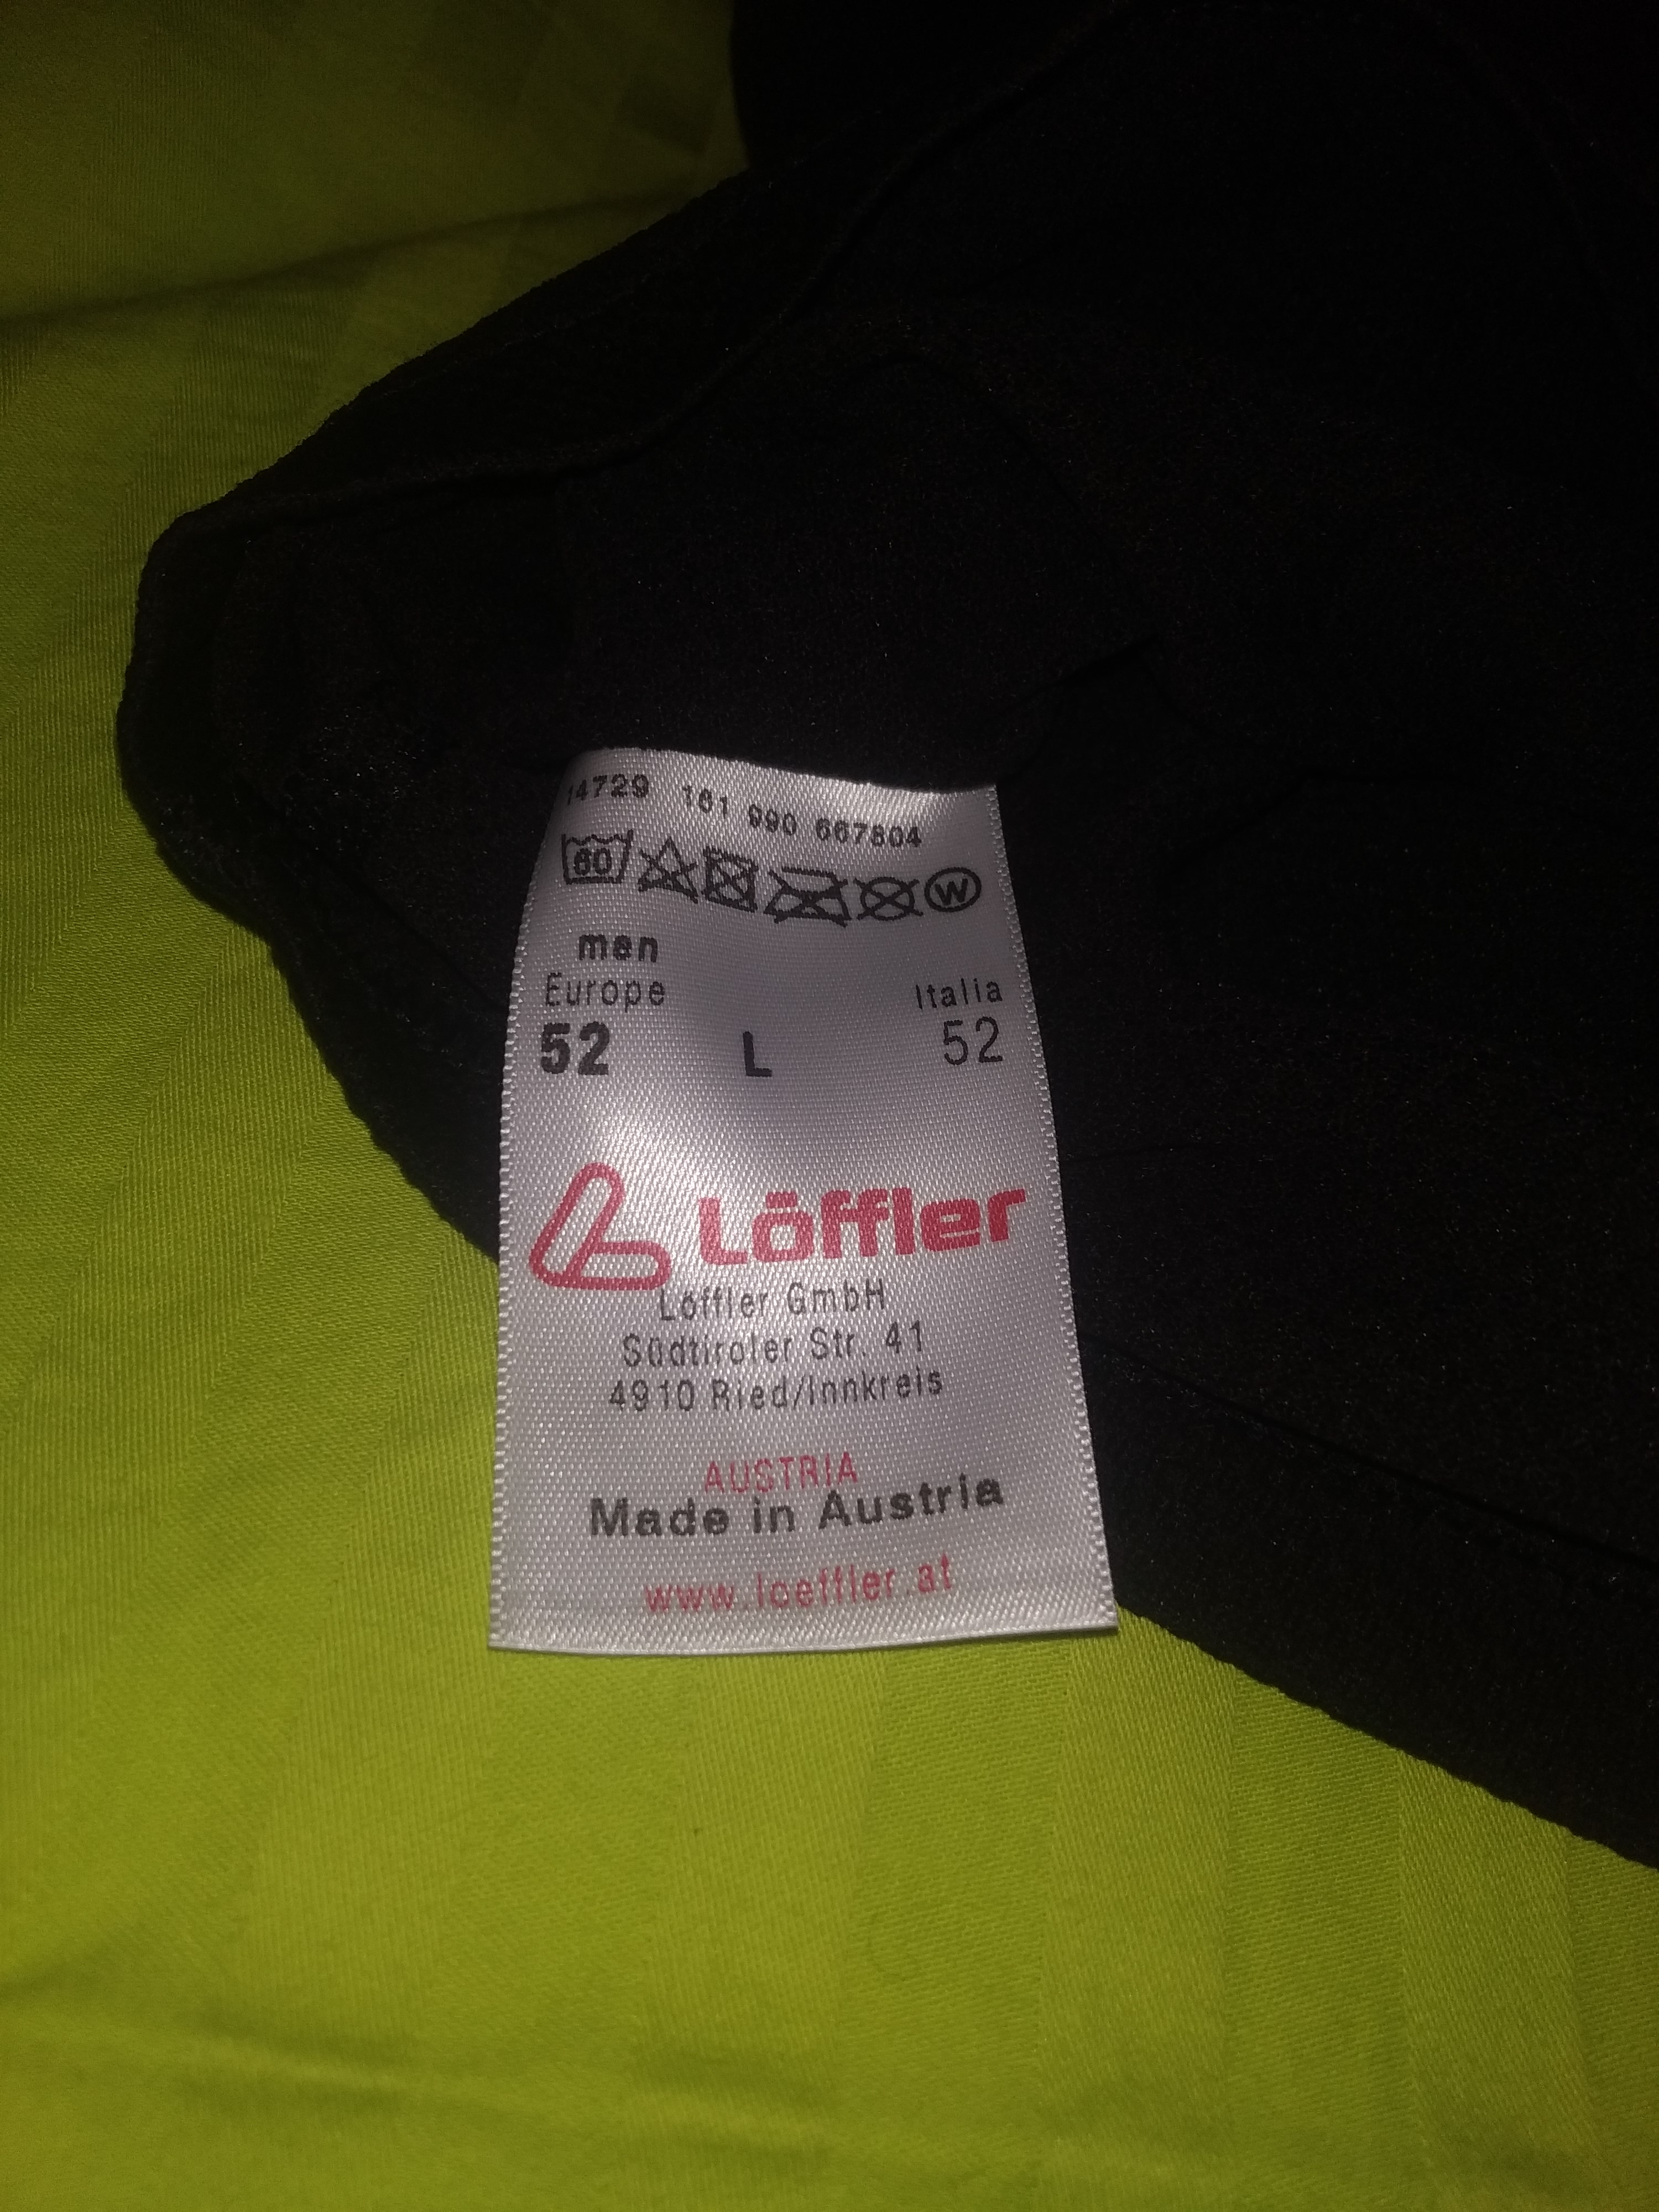 14729 161 990 667804
60 W
men
Europe Italia
52 L 52
Löffler
Löffler GmbH
Südtiroler Str. 41
4910 Ried/Innkreis
AUSTRIA
Made in Austria
www.loeffler.at